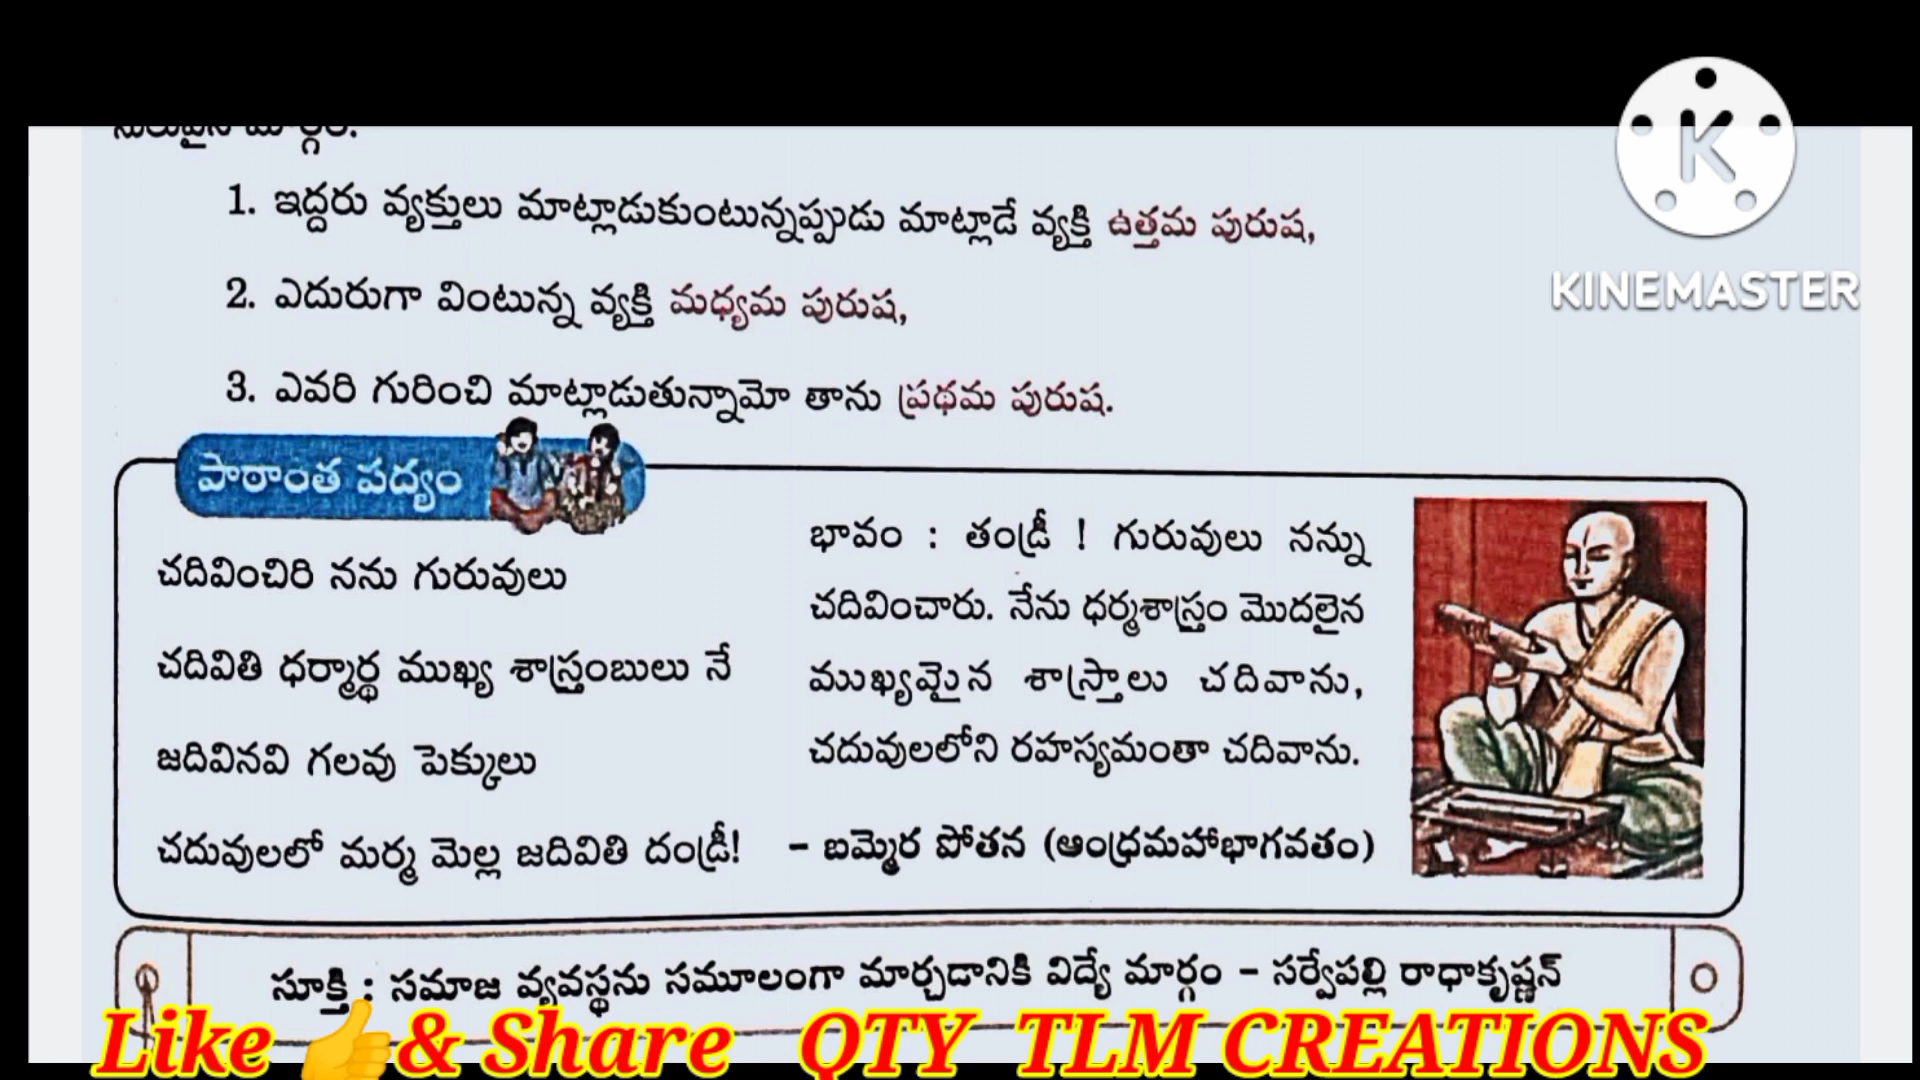 1. ఇద్దరు వ్యక్తులు మాట్లాడుకుంటున్నప్పుడు మాట్లాడే వ్యక్తి ఉత్తమ పురుష,
KINEMASTER
2. ఎదురుగా వింటున్న వ్యక్తి మధ్యమ పురుష,
3. ఎవరి గురించి మాట్లాడుతున్నామో తాను ప్రథమ పురుష.
పాఠాంత పద్యం
చదివించిరి నను గురువులు
చదివితి ధర్మార్థ ముఖ్య శాస్త్రంబులు నే
జదివినవి గలవు పెక్కులు
చదువులలో మర్మ మెల్ల జదివితి దండ్రీ!
భావం : తండ్రీ ! గురువులు నన్ను
చదివించారు. నేను ధర్మశాస్త్రం మొదలైన
ముఖ్యమైన శాస్త్రాలు చదివాను,
చదువులలోని రహస్యమంతా చదివాను.
– బమ్మెర పోతన (ఆంధ్రమహాభాగవతం)
సూక్తి : సమాజ వ్యవస్థను సమూలంగా మార్చడానికి విద్యే మార్గం – సర్వేపల్లి రాధాకృష్ణన్
Like 👍& Share QTY TLM CREATIONS